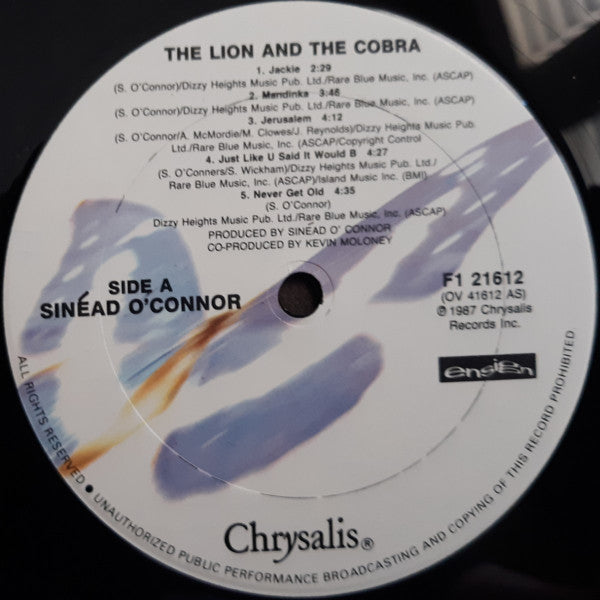 THE LION AND THE COBRA
1. Jackie 2:29
(S. O'Connor)/Dizzy Heights Music Pub. Ltd./Rare Blue Music, Inc. (ASCAP)
2. Mandinka 3:46
(S. O'Connor)/Dizzy Heights Music Pub. Ltd./Rare Blue Music, Inc. (ASCAP)
3. Jerusalem 4:12
(S. O'Connor/A. McMordie/M. Clowes/J. Reynolds)/Dizzy Heights Music Pub.
Ltd./Rare Blue Music, Inc. (ASCAP/Copyright Control
4. Just Like U Said It Would B 4:27
(S. O'Conners/S. Wickham)/Dizzy Heights Music Pub. Ltd./
Rare Blue Music, Inc. (ASCAP)/Island Music Inc. (BMI)
5. Never Get Old 4:35
(S. O'Connor)
Dizzy Heights Music Pub. Ltd./Rare Blue Music, Inc. (ASCAP)
PRODUCED BY SINÉAD O' CONNOR
CO-PRODUCED BY KEVIN MOLONEY
SIDE A
SINÉAD O'CONNOR
F1 21612
(OV 41612 AS)
℗ 1987 Chrysalis
Records Inc.
ensign
Chrysalis®
ALL RIGHTS RESERVED • UNAUTHORIZED PUBLIC PERFORMANCE BROADCASTING AND COPYING OF THIS RECORD PROHIBITED